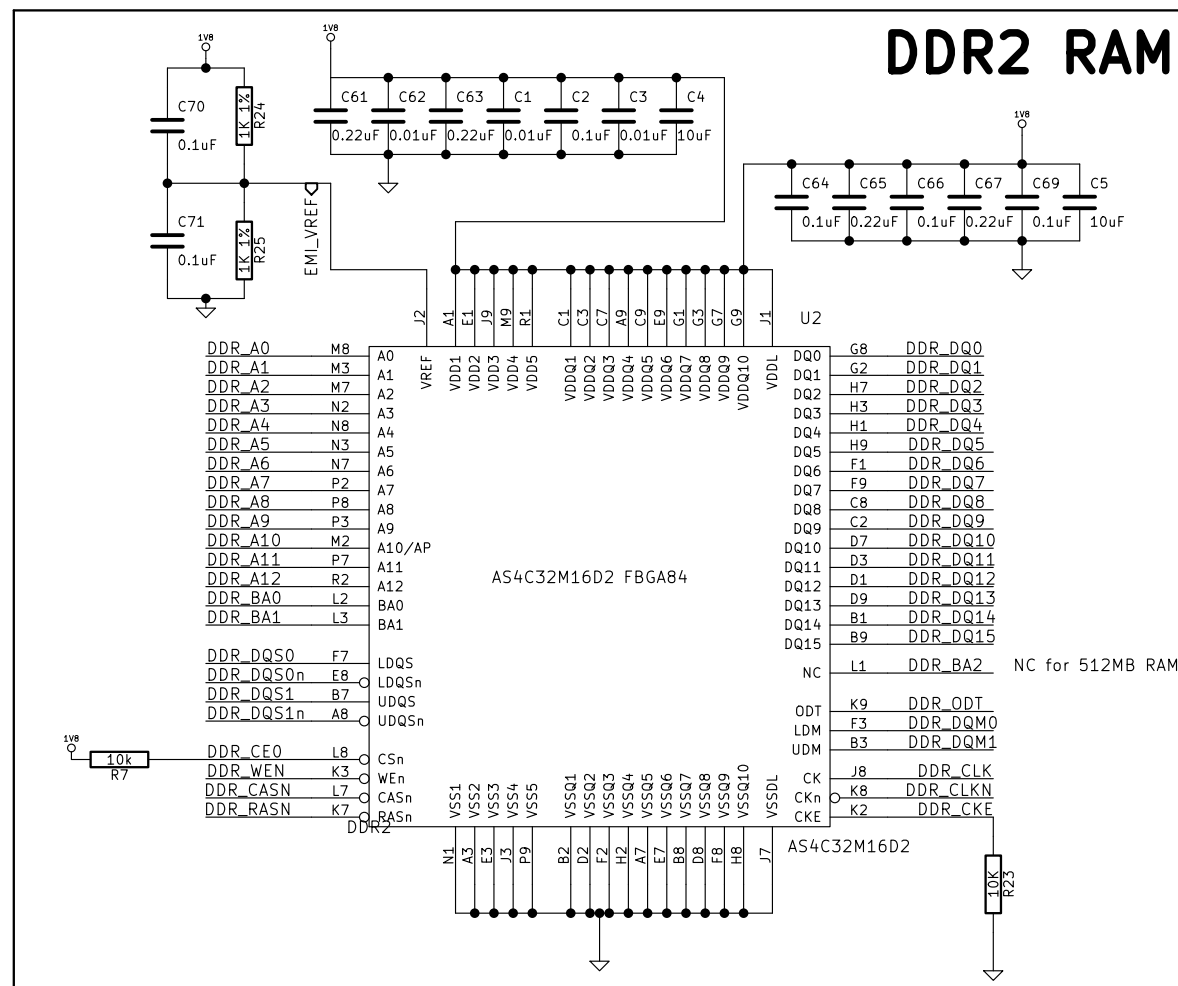 DDR2 RAM
1V8
C70
0.1uF
1K 1%
R24
C71
0.1uF
1K 1%
R25
EMI_VREF
1V8
C61
0.22uF
C62
0.01uF
C63
0.22uF
C1
0.01uF
C2
0.1uF
C3
0.01uF
C4
10uF
1V8
C64
0.1uF
C65
0.22uF
C66
0.1uF
C67
0.22uF
C69
0.1uF
C5
10uF
U2
J2 VREF
A1 VDD1
E1 VDD2
J9 VDD3
M9 VDD4
R1 VDD5
C1 VDDQ1
C3 VDDQ2
C7 VDDQ3
A9 VDDQ4
C9 VDDQ5
E9 VDDQ6
G1 VDDQ7
G3 VDDQ8
G7 VDDQ9
G9 VDDQ10
J1 VDDL
DDR_A0 M8 A0
DDR_A1 M3 A1
DDR_A2 M7 A2
DDR_A3 N2 A3
DDR_A4 N8 A4
DDR_A5 N3 A5
DDR_A6 N7 A6
DDR_A7 P2 A7
DDR_A8 P8 A8
DDR_A9 P3 A9
DDR_A10 M2 A10/AP
DDR_A11 P7 A11
DDR_A12 R2 A12
DDR_BA0 L2 BA0
DDR_BA1 L3 BA1
DDR_DQS0 F7 LDQS
DDR_DQS0n E8 LDQSn
DDR_DQS1 B7 UDQS
DDR_DQS1n A8 UDQSn
1V8
10k
R7
DDR_CE0 L8 CSn
DDR_WEN K3 WEn
DDR_CASN L7 CASn
DDR_RASN K7 RASn
DDR2
AS4C32M16D2 FBGA84
DQ0 G8 DDR_DQ0
DQ1 G2 DDR_DQ1
DQ2 H7 DDR_DQ2
DQ3 H3 DDR_DQ3
DQ4 H1 DDR_DQ4
DQ5 H9 DDR_DQ5
DQ6 F1 DDR_DQ6
DQ7 F9 DDR_DQ7
DQ8 C8 DDR_DQ8
DQ9 C2 DDR_DQ9
DQ10 D7 DDR_DQ10
DQ11 D3 DDR_DQ11
DQ12 D1 DDR_DQ12
DQ13 D9 DDR_DQ13
DQ14 B1 DDR_DQ14
DQ15 B9 DDR_DQ15
NC L1 DDR_BA2 NC for 512MB RAM
ODT K9 DDR_ODT
LDM F3 DDR_DQM0
UDM B3 DDR_DQM1
CK J8 DDR_CLK
CKn K8 DDR_CLKN
CKE K2 DDR_CKE
AS4C32M16D2
10K
R23
VSS1 N1
VSS2 A3
VSS3 E3
VSS4 J3
VSS5 P9
VSSQ1 B2
VSSQ2 D2
VSSQ3 F2
VSSQ4 H2
VSSQ5 A7
VSSQ6 E7
VSSQ7 B8
VSSQ8 D8
VSSQ9 F8
VSSQ10 H8
VSSDL J7